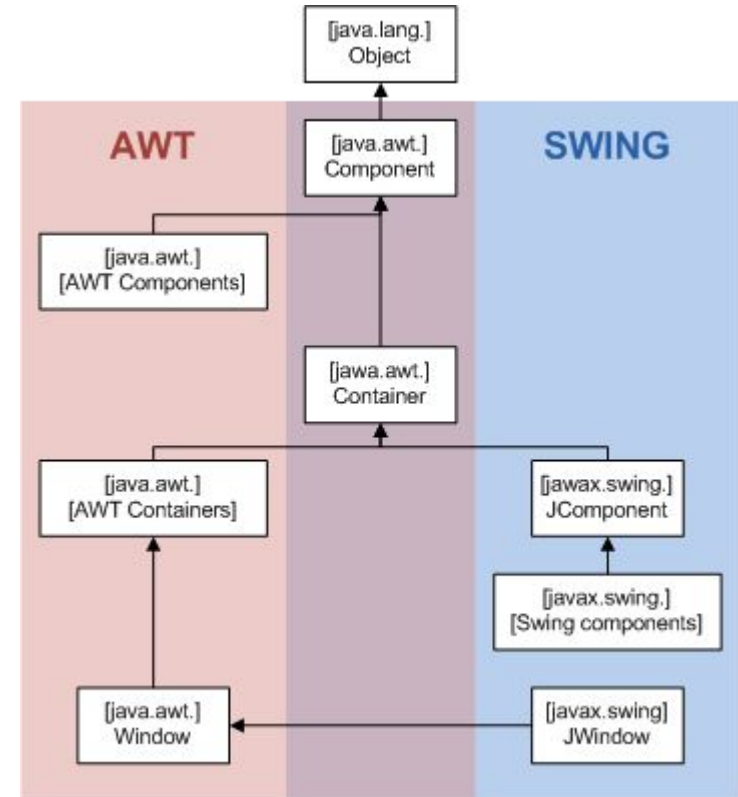 [java.lang.]
Object
AWT
[java.awt.]
Component
SWING
[java.awt.]
[AWT Components]
[jawa.awt.]
Container
[java.awt.]
[AWT Containers]
[jawax.swing.]
JComponent
[javax.swing.]
[Swing components]
[java.awt.]
Window
[javax.swing]
JWindow